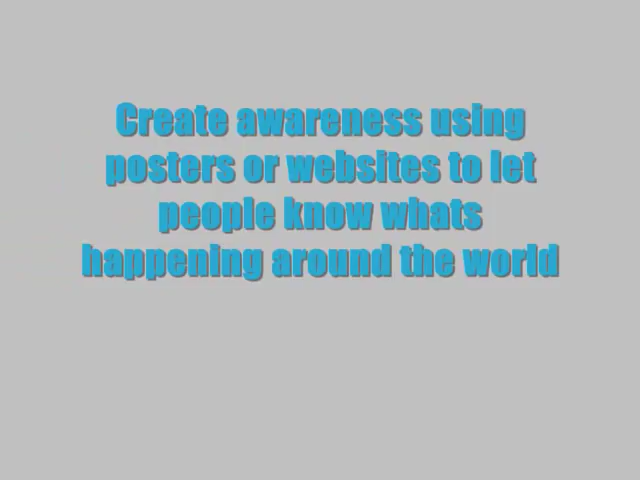 Create awareness using
posters or websites to let
people know whats
happening around the world